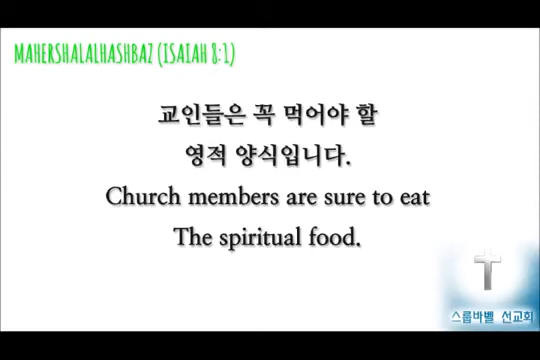 MAHERSHALALHASHBAZ (ISAIAH 8:1)
교인들은 꼭 먹어야 할
영적 양식입니다.
Church members are sure to eat
The spiritual food.
스룹바벨 선교회